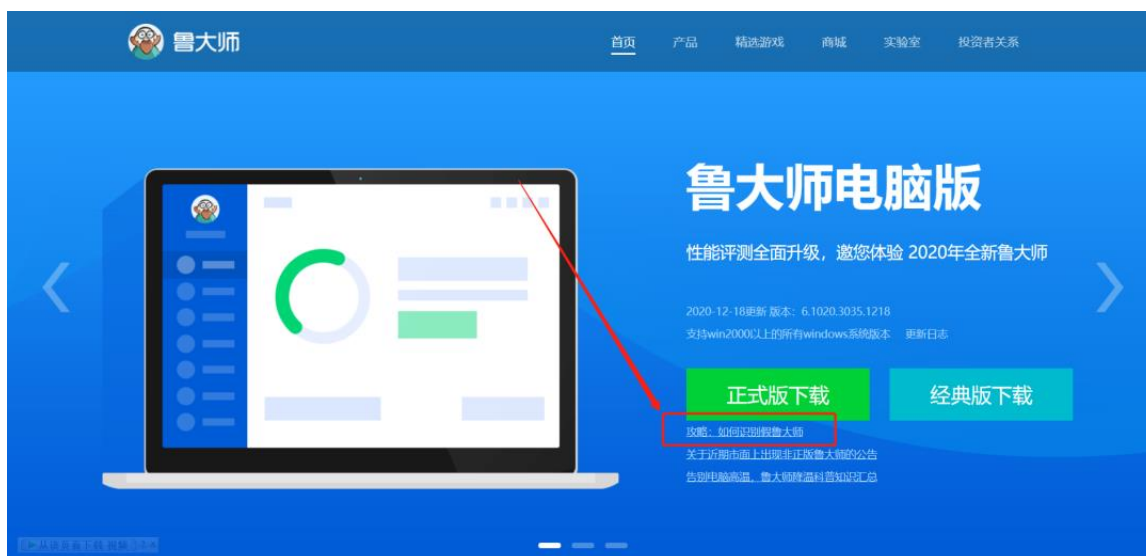 鲁大师
首页 产品 精选游戏 商城 实验室 投资者关系
鲁大师电脑版
性能评测全面升级，邀您体验 2020年全新鲁大师
2020-12-18更新 版本：6.1020.3035.1218
支持win2000以上的所有windows系统版本 更新日志
正式版下载 经典版下载
攻略：如何识别假鲁大师
关于近期市面上出现非正版鲁大师的公告
告别电脑高温，鲁大师降温科普知识汇总